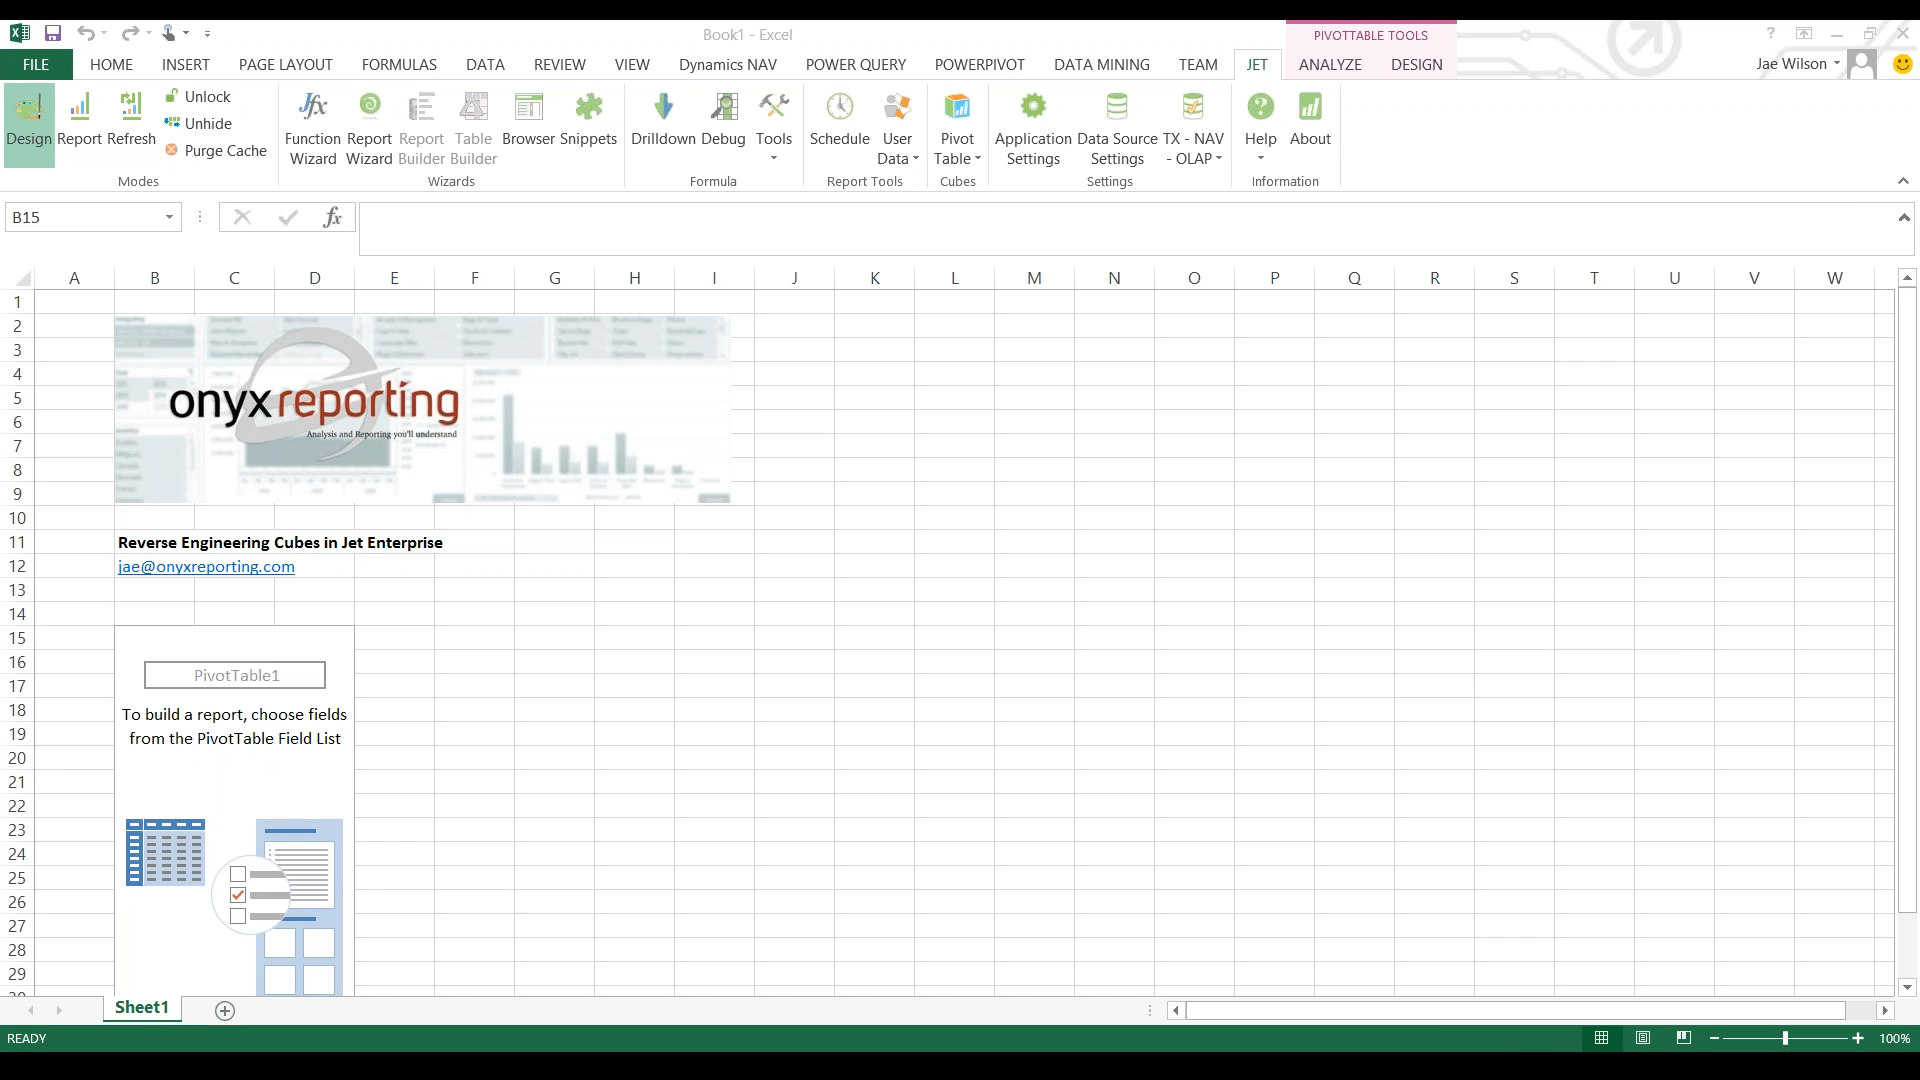 Book1 - Excel
PIVOTTABLE TOOLS
?
FILE
HOME
INSERT
PAGE LAYOUT
FORMULAS
DATA
REVIEW
VIEW
Dynamics NAV
POWER QUERY
POWERPIVOT
DATA MINING
TEAM
JET
ANALYZE
DESIGN
Jae Wilson
Design
Report
Refresh
Unlock
Unhide
Purge Cache
Modes
Jfx
Function Wizard
Report Wizard
Report Builder
Table Builder
Browser
Snippets
Wizards
Drilldown
Debug
Tools
Formula
Schedule
User Data
Report Tools
Pivot Table
Cubes
Application Settings
Data Source Settings
TX - NAV - OLAP
Settings
Help
About
Information
B15
fx
A B C D E F G H I J K L M N O P Q R S T U V W
1
2
3
4
5
6
7
8
9
10
11
12
13
14
15
16
17
18
19
20
21
22
23
24
25
26
27
28
29
onyxreporting
Analysis and Reporting you'll understand
Reverse Engineering Cubes in Jet Enterprise
jae@onyxreporting.com
PivotTable1
To build a report, choose fields
from the PivotTable Field List
Sheet1
READY
100%